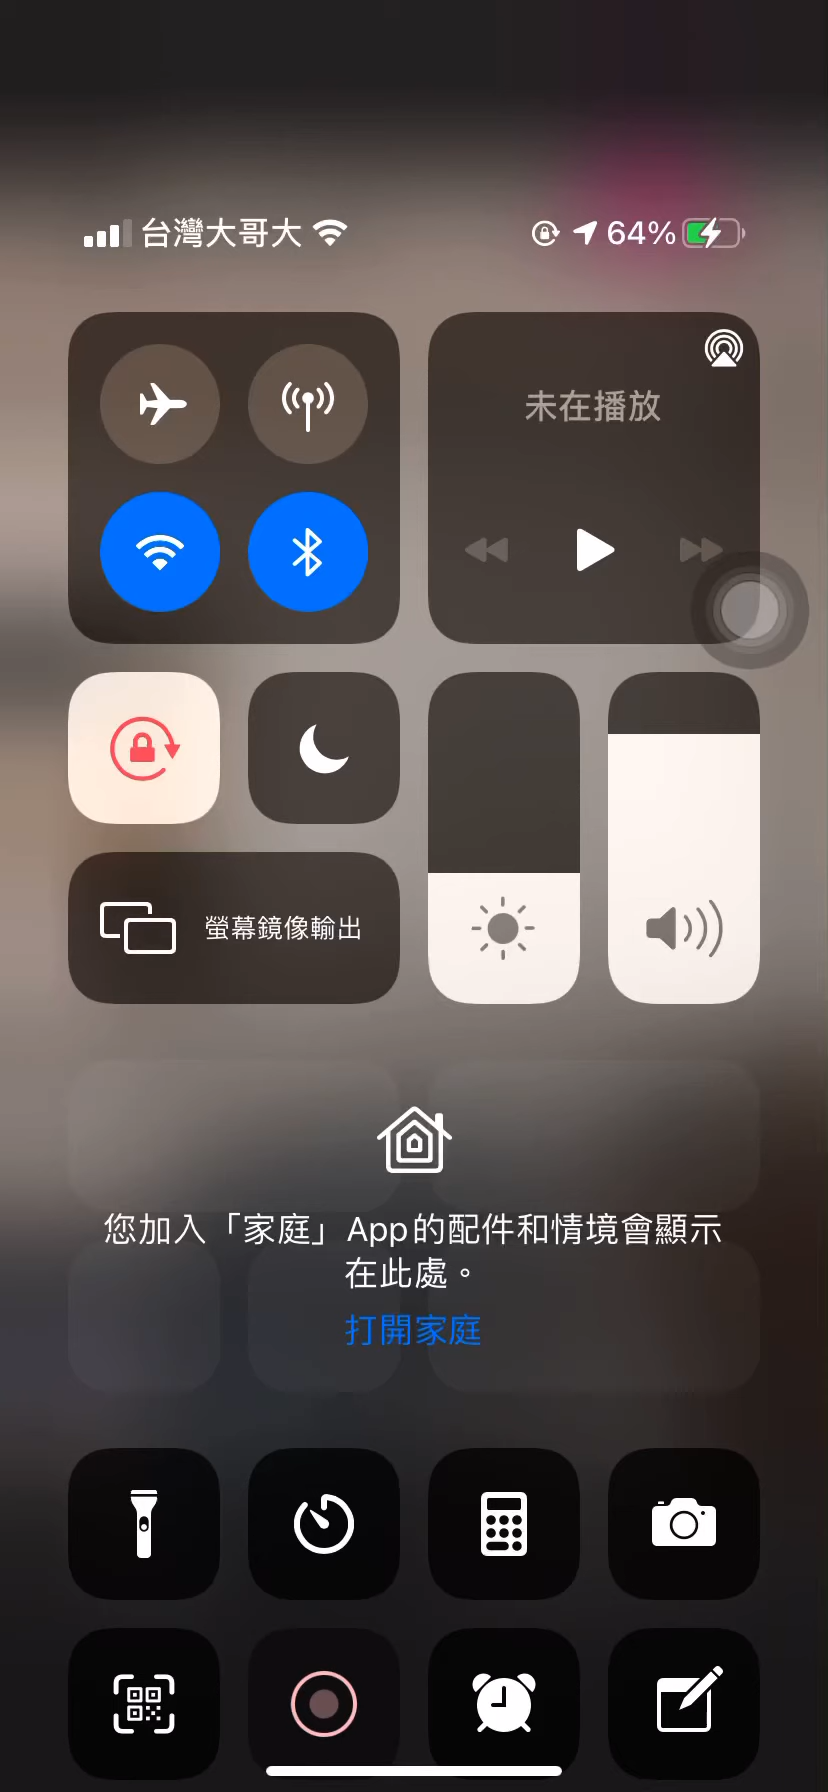 台灣大哥大 64%
未在播放
螢幕鏡像輸出
您加入「家庭」App的配件和情境會顯示
在此處。
打開家庭